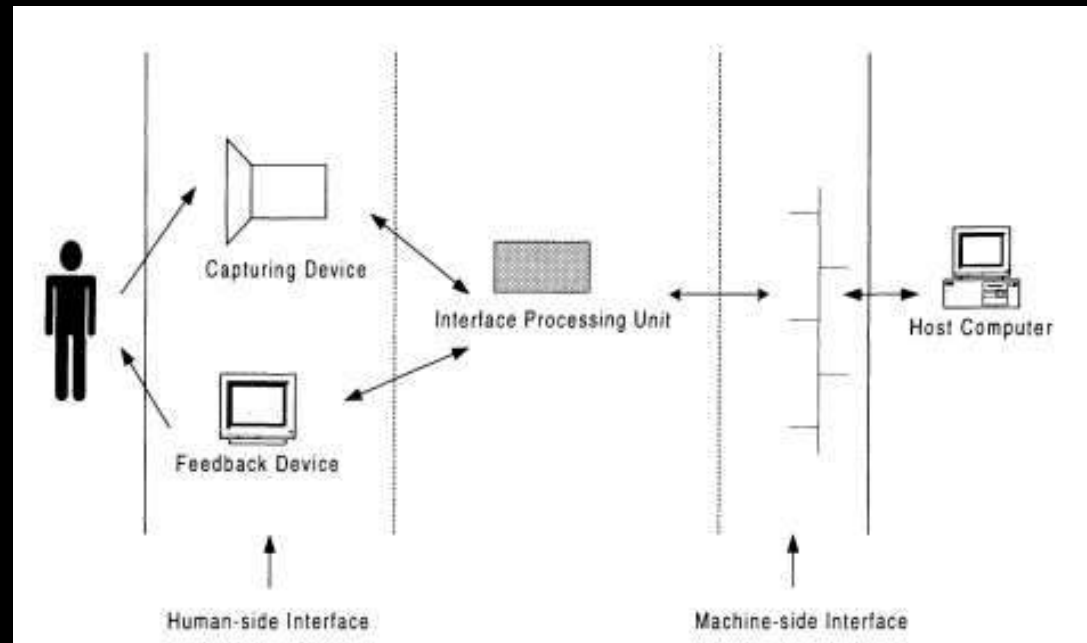 Capturing Device
Interface Processing Unit
Host Computer
Feedback Device
Human-side Interface
Machine-side Interface